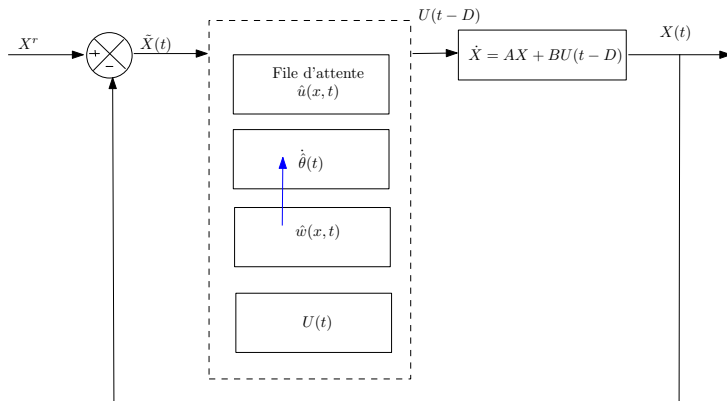 X^r
+
−
X̃(t)
File d'attente
û(x, t)
θ̂̇(t)
ŵ(x, t)
U(t)
U(t − D)
Ẋ = AX + BU(t − D)
X(t)